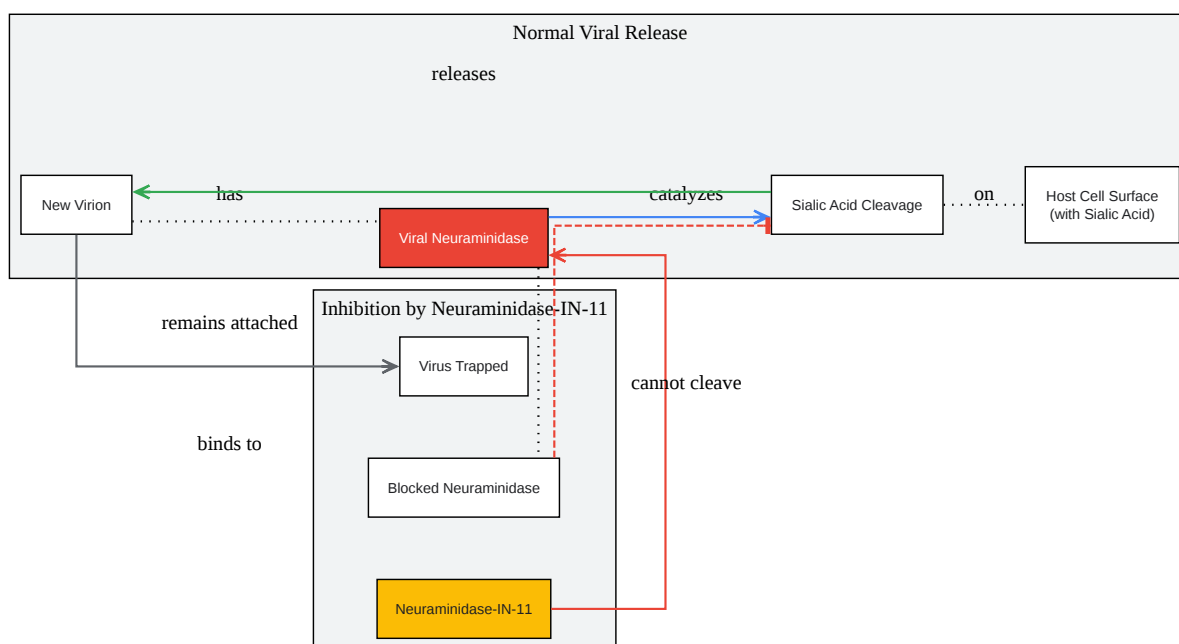 Normal Viral Release
releases
New Virion
has
Viral Neuraminidase
catalyzes
Sialic Acid Cleavage
on
Host Cell Surface
(with Sialic Acid)
Inhibition by Neuraminidase-IN-11
remains attached
Virus Trapped
cannot cleave
binds to
Blocked Neuraminidase
Neuraminidase-IN-11